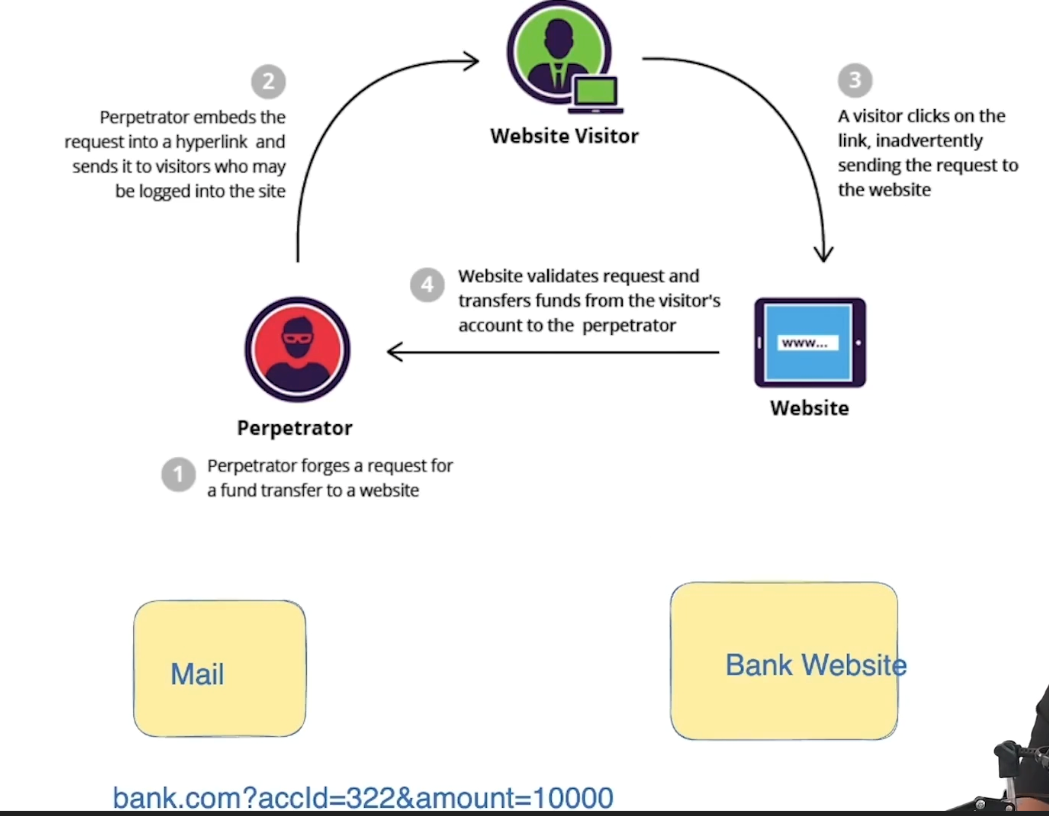 2
Perpetrator embeds the
request into a hyperlink and
sends it to visitors who may
be logged into the site
Website Visitor
3
A visitor clicks on the
link, inadvertently
sending the request to
the website
4
Website validates request and
transfers funds from the visitor's
account to the perpetrator
www...
Website
Perpetrator
1
Perpetrator forges a request for
a fund transfer to a website
Mail
Bank Website
bank.com?accId=322&amount=10000